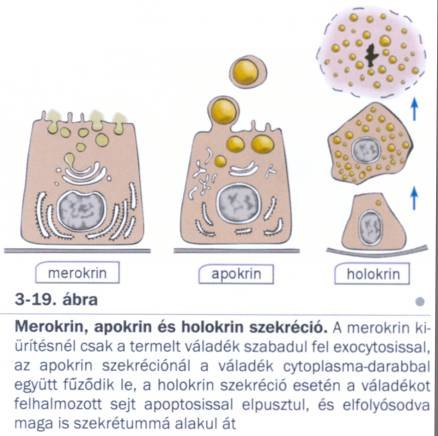 merokrin
apokrin
holokrin
3-19. ábra
Merokrin, apokrin és holokrin szekréció. A merokrin ki-
ürítésnél csak a termelt váladék szabadul fel exocytosissal,
az apokrin szekréciónál a váladék cytoplasma-darabbal
együtt fűződik le, a holokrin szekréció esetén a váladékot
felhalmozott sejt apoptosissal elpusztul, és elfolyósodva
maga is szekrétummá alakul át